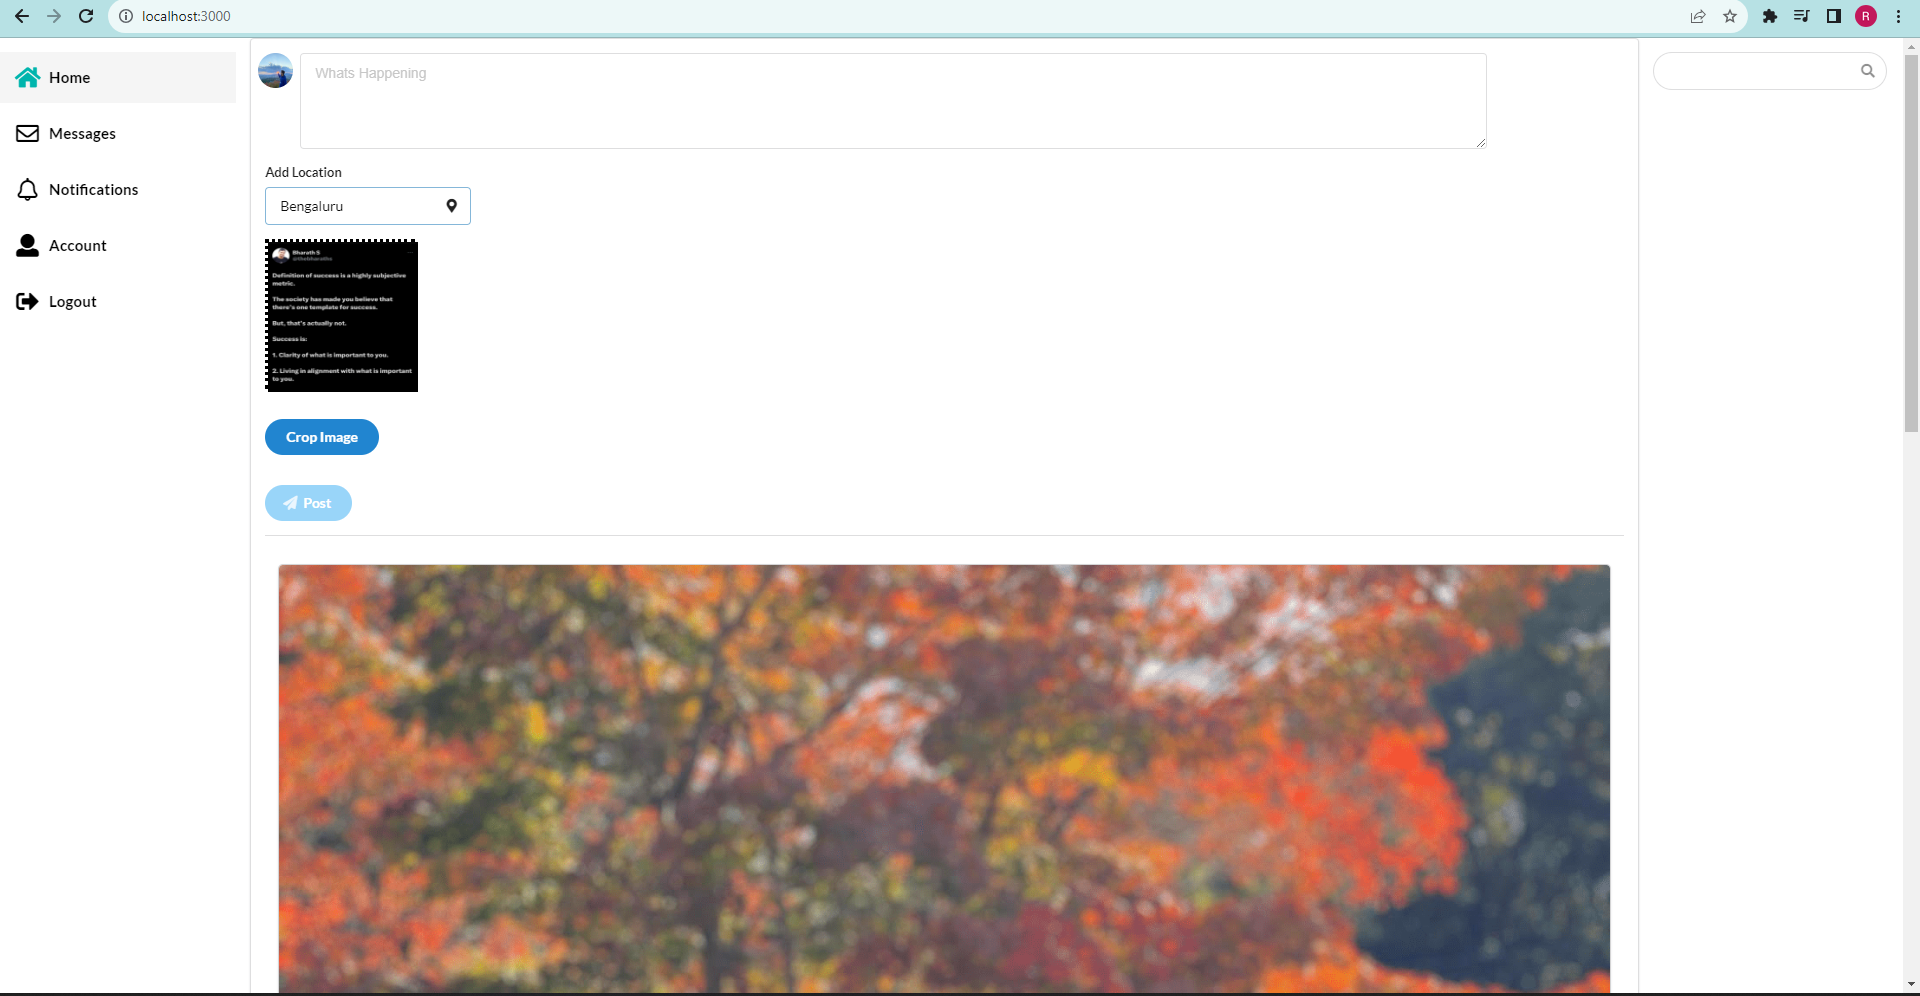 localhost:3000
R
Home
Messages
Notifications
Account
Logout
Whats Happening
Add Location
Bengaluru
Bharath S
@thebharaths
Definition of success is a highly subjective
metric.
The society has made you believe that
there's one template for success.
But, that's actually not.
Success is:
1. Clarity of what is important to you.
2. Living in alignment with what is important
to you.
Crop Image
Post